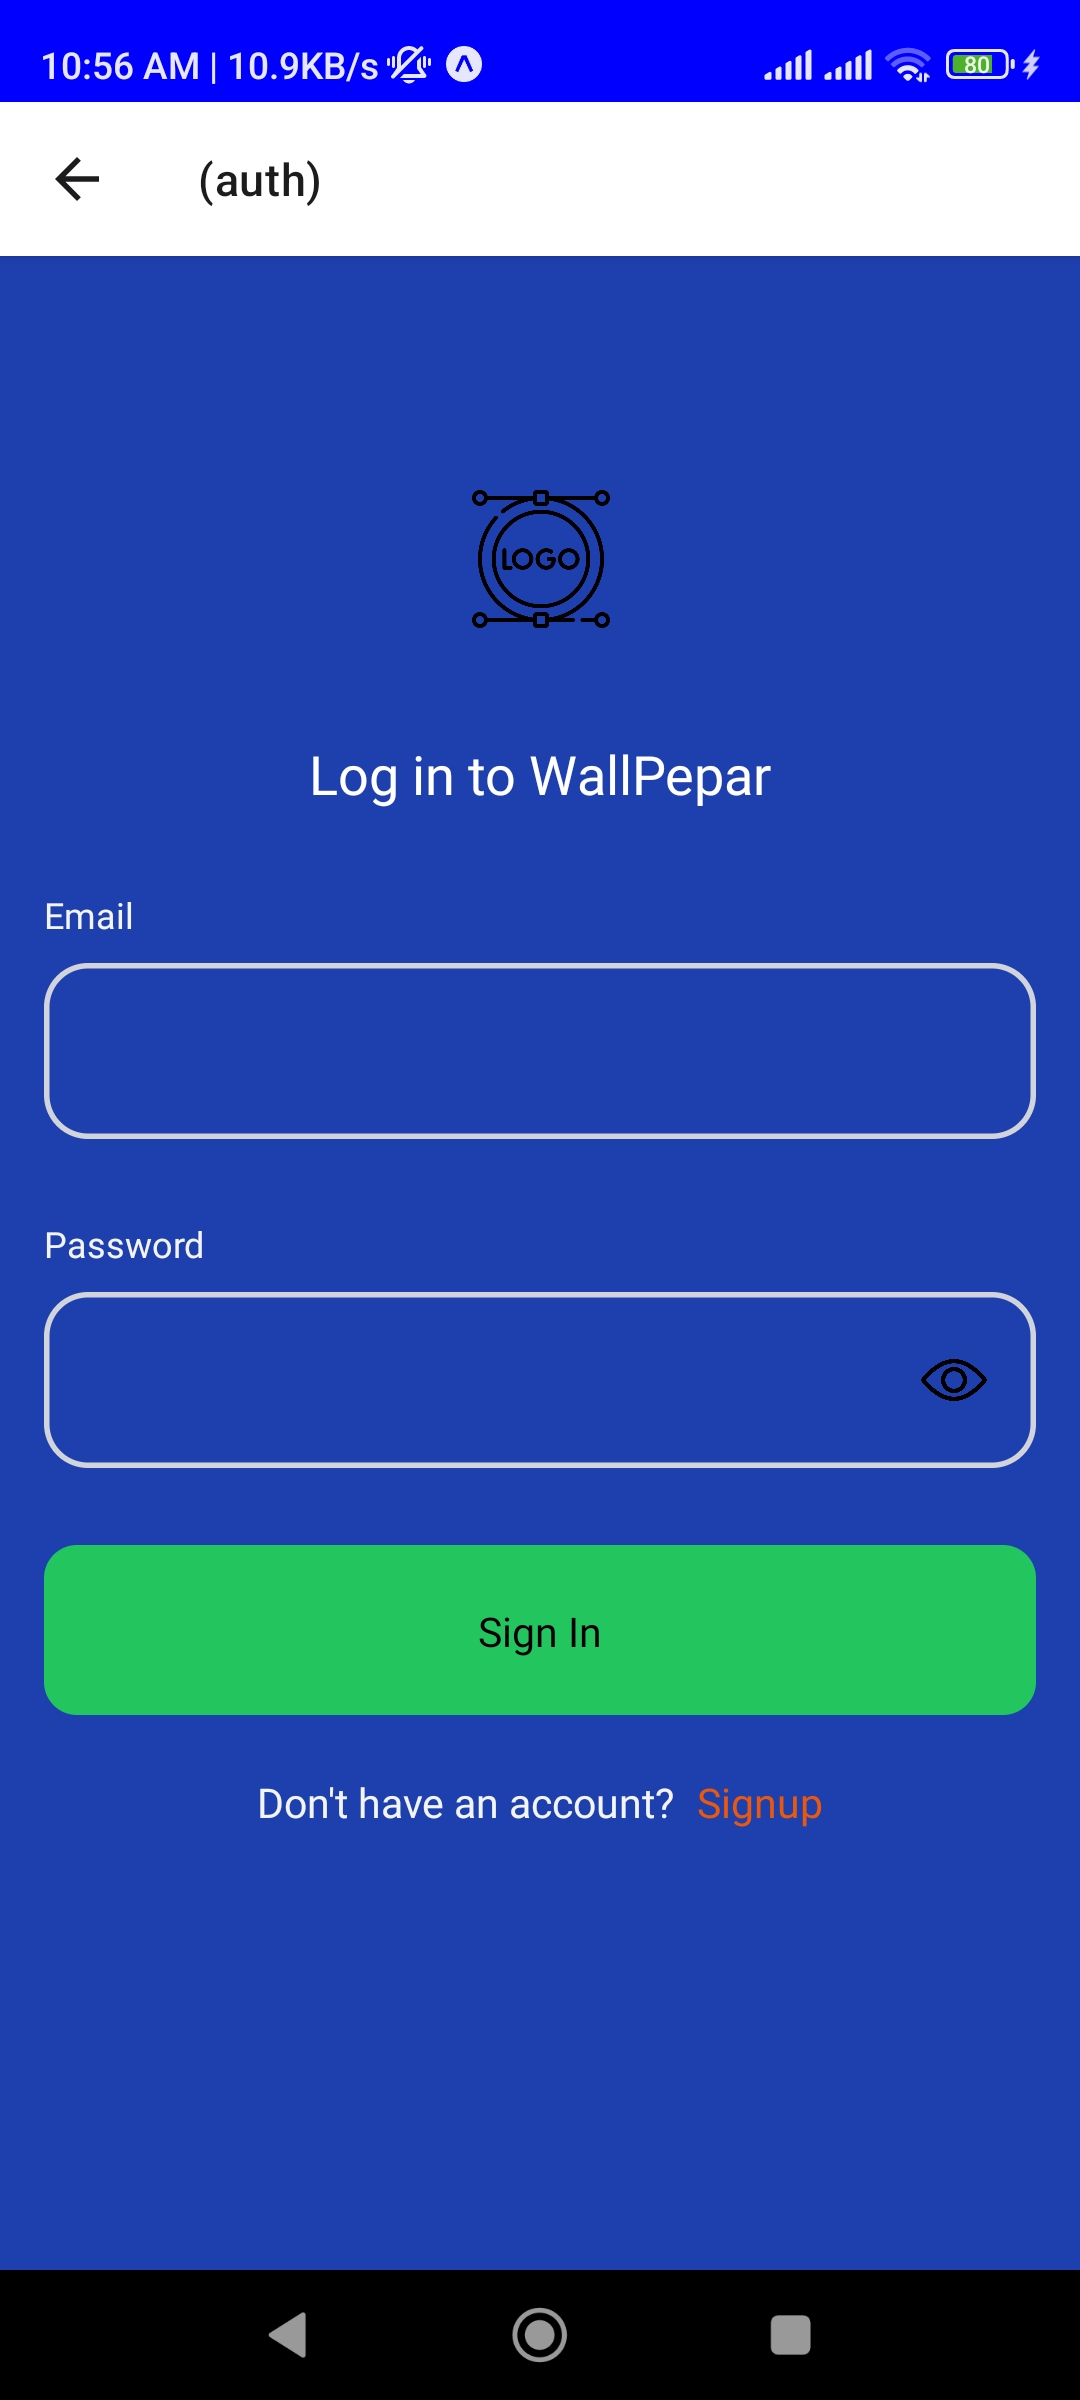 10:56 AM | 10.9KB/s
80
(auth)
LOGO
Log in to WallPepar
Email
Password
Sign In
Don't have an account? Signup